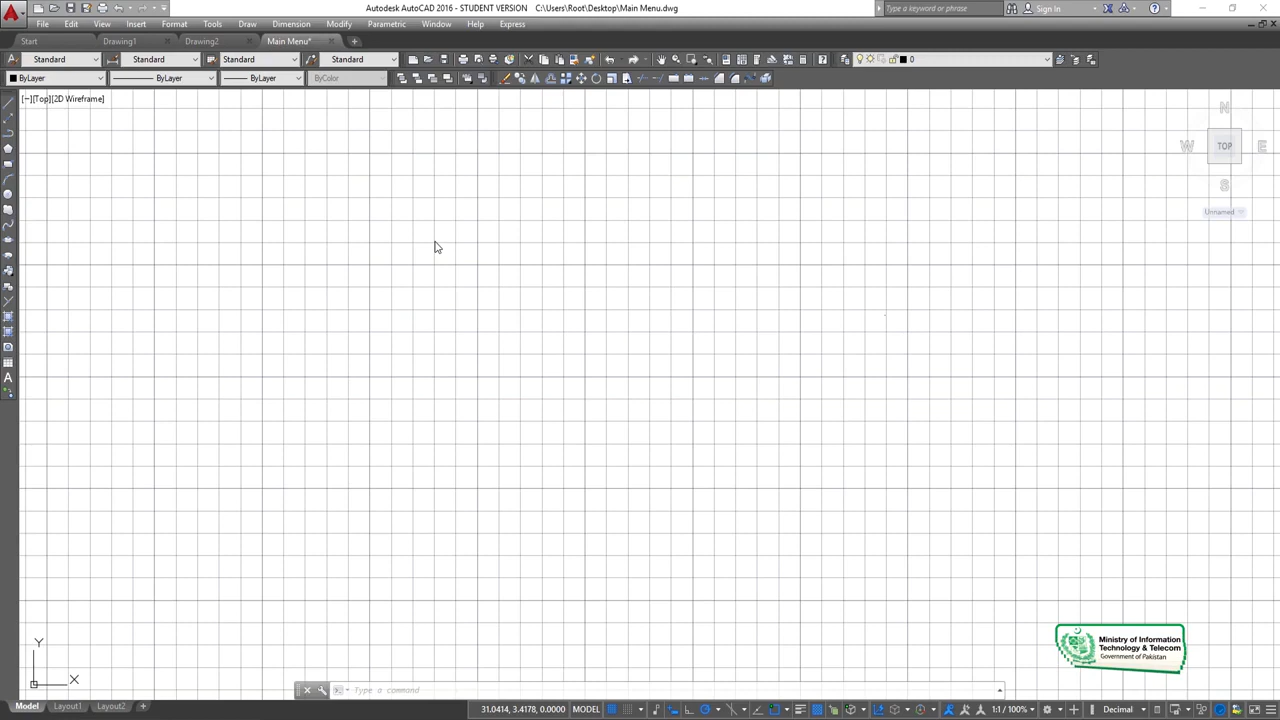 Autodesk AutoCAD 2016 - STUDENT VERSION C:\Users\Root\Desktop\Main Menu.dwg
Type a keyword or phrase
Sign In
File Edit View Insert Format Tools Draw Dimension Modify Parametric Window Help Express
Start Drawing1 Drawing2 Main Menu*
Standard Standard Standard Standard 0
ByLayer ByLayer ByLayer ByColor
[−][Top][2D Wireframe]
N
W TOP E
S
Unnamed
Y
X
Ministry of Information
Technology & Telecom
Government of Pakistan
Type a command
Model Layout1 Layout2 31.0414, 3.4178, 0.0000 MODEL 1:1 / 100% Decimal